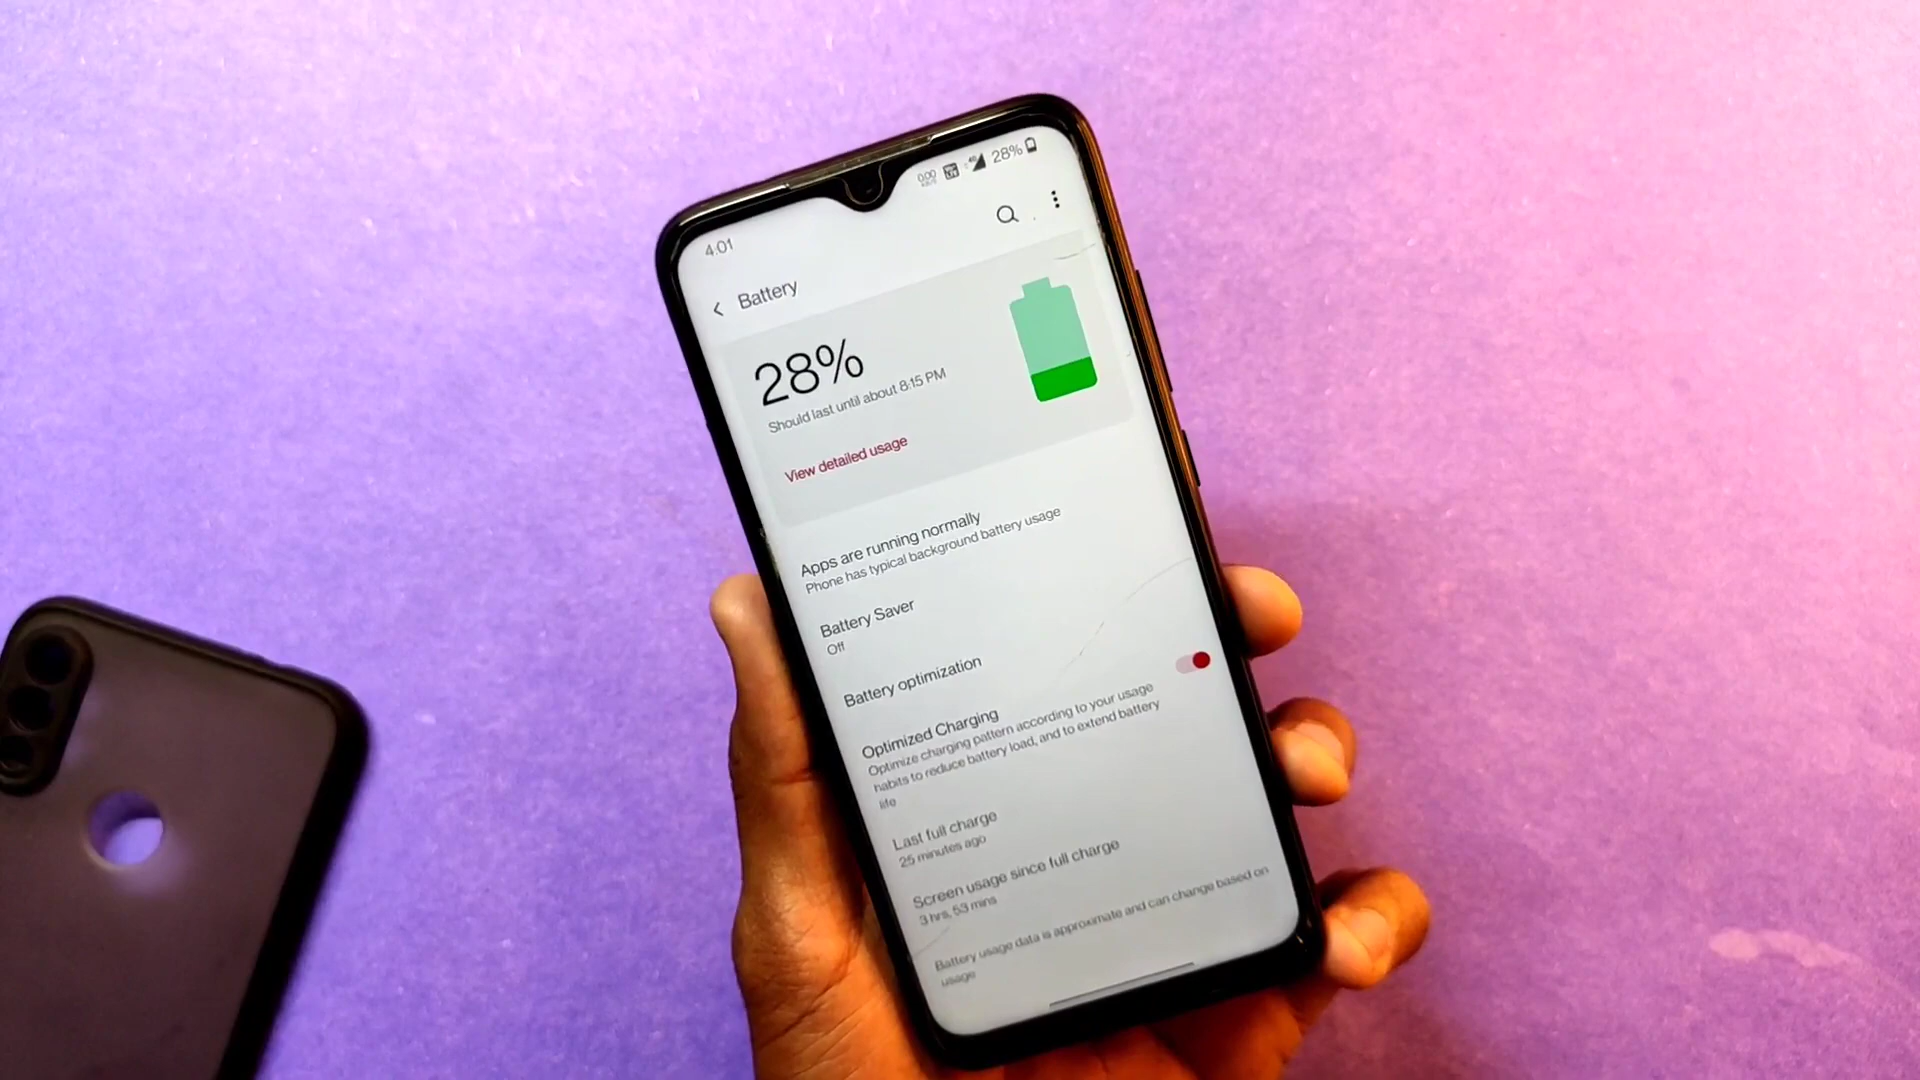 4:01
28%
Battery
28%
Should last until about 8:15 PM
View detailed usage
Apps are running normally
Phone has typical background battery usage
Battery Saver
Off
Battery optimization
Optimized Charging
Optimize charging pattern according to your usage
habits to reduce battery load, and to extend battery
life
Last full charge
25 minutes ago
Screen usage since full charge
3 hrs, 53 mins
Battery usage data is approximate and can change based on
usage